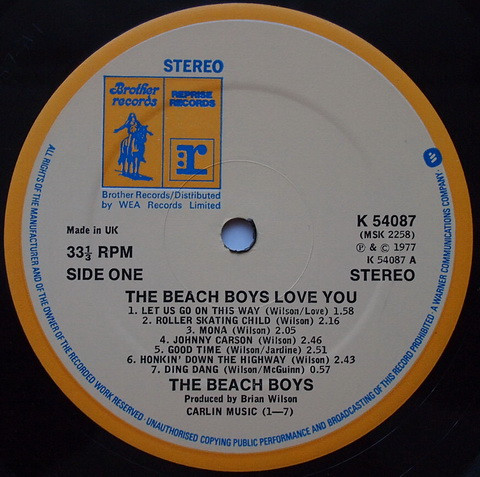 STEREO
Brother
records
REPRISE
RECORDS
r
Brother Records/Distributed
by WEA Records Limited
Made in UK
33⅓ RPM
SIDE ONE
K 54087
(MSK 2258)
Ⓟ & © 1977
K 54087 A
STEREO
THE BEACH BOYS LOVE YOU
1. LET US GO ON THIS WAY (Wilson/Love) 1.58
2. ROLLER SKATING CHILD (Wilson) 2.16
3. MONA (Wilson) 2.05
4. JOHNNY CARSON (Wilson) 2.46
5. GOOD TIME (Wilson/Jardine) 2.51
6. HONKIN' DOWN THE HIGHWAY (Wilson) 2.43
7. DING DANG (Wilson/McGuinn) 0.57
THE BEACH BOYS
Produced by Brian Wilson
CARLIN MUSIC (1—7)
ALL RIGHTS OF THE MANUFACTURER AND OF THE OWNER OF THE RECORDED WORK RESERVED · UNAUTHORISED COPYING PUBLIC PERFORMANCE AND BROADCASTING OF THIS RECORD PROHIBITED · A WARNER COMMUNICATIONS COMPANY ·